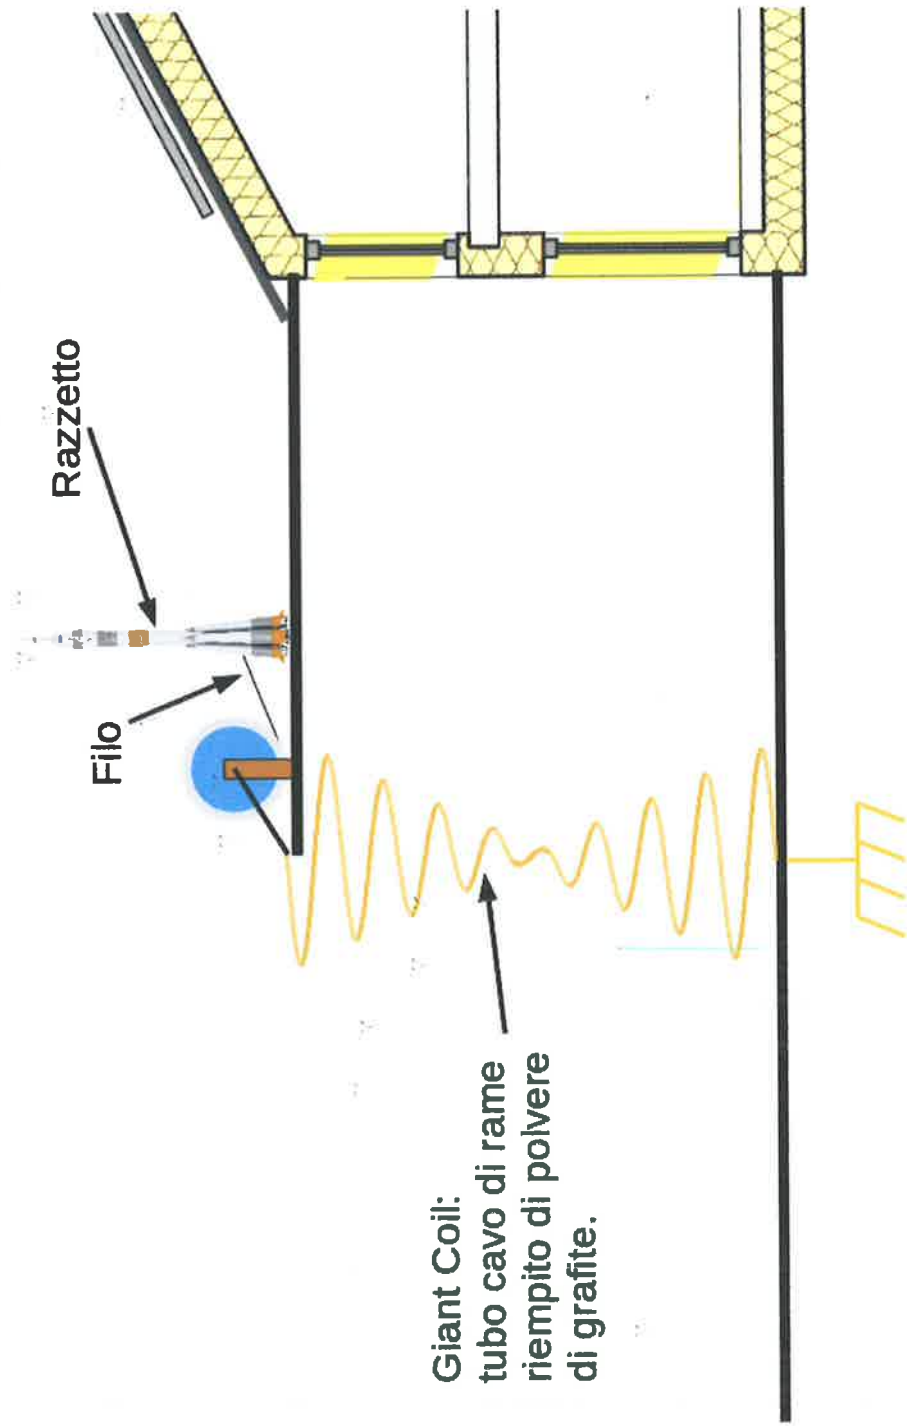 Razzetto
Filo
Giant Coil:
tubo cavo di rame
riempito di polvere
di grafite.